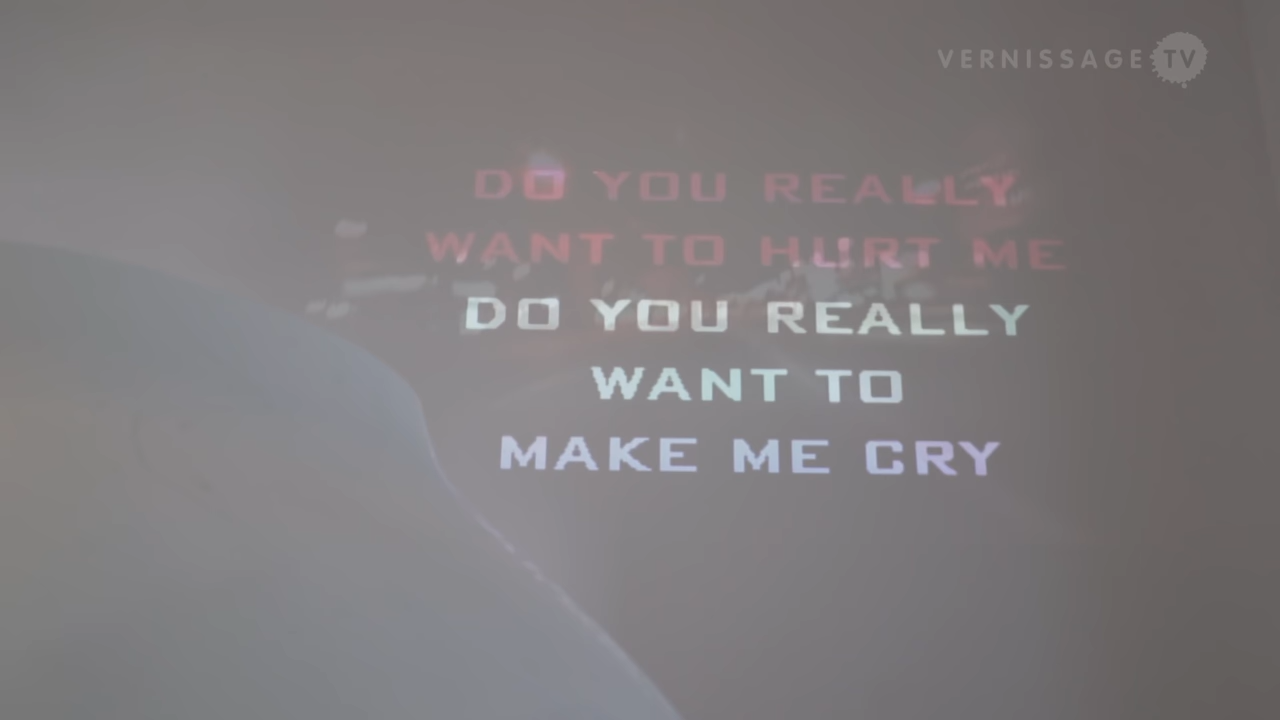 VERNISSAGE TV
DO YOU REALLY
WANT TO HURT ME
DO YOU REALLY
WANT TO
MAKE ME CRY